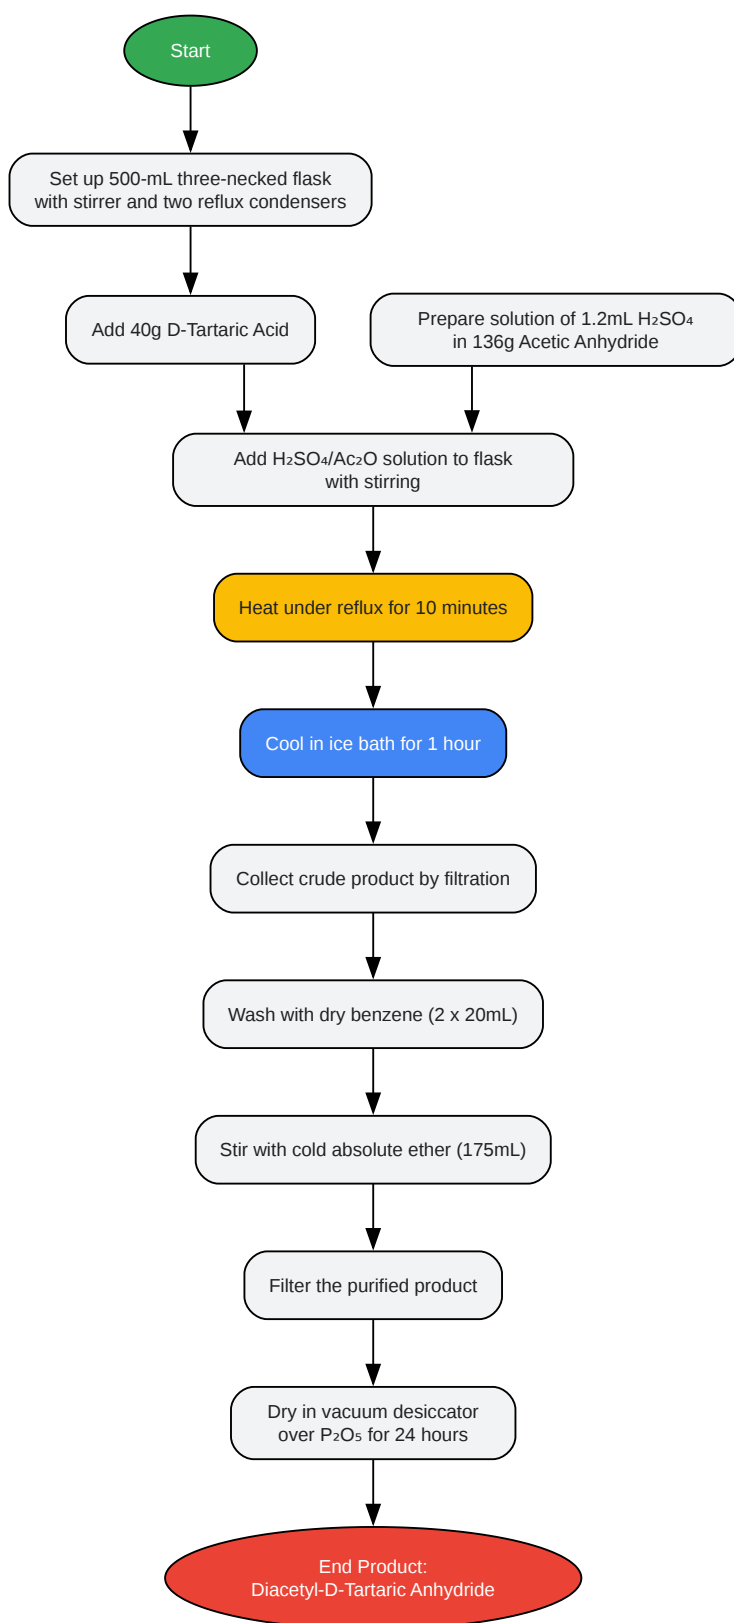 Start
Set up 500-mL three-necked flask
with stirrer and two reflux condensers
Add 40g D-Tartaric Acid
Prepare solution of 1.2mL H₂SO₄
in 136g Acetic Anhydride
Add H₂SO₄/Ac₂O solution to flask
with stirring
Heat under reflux for 10 minutes
Cool in ice bath for 1 hour
Collect crude product by filtration
Wash with dry benzene (2 x 20mL)
Stir with cold absolute ether (175mL)
Filter the purified product
Dry in vacuum desiccator
over P₂O₅ for 24 hours
End Product:
Diacetyl-D-Tartaric Anhydride